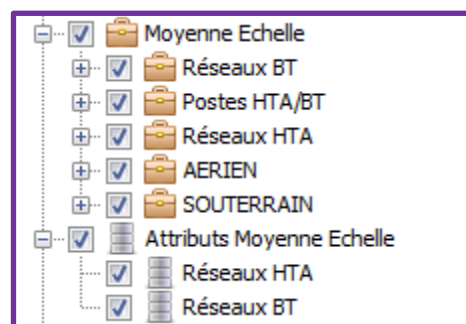 Moyenne Echelle
Réseaux BT
Postes HTA/BT
Réseaux HTA
AERIEN
SOUTERRAIN
Attributs Moyenne Echelle
Réseaux HTA
Réseaux BT